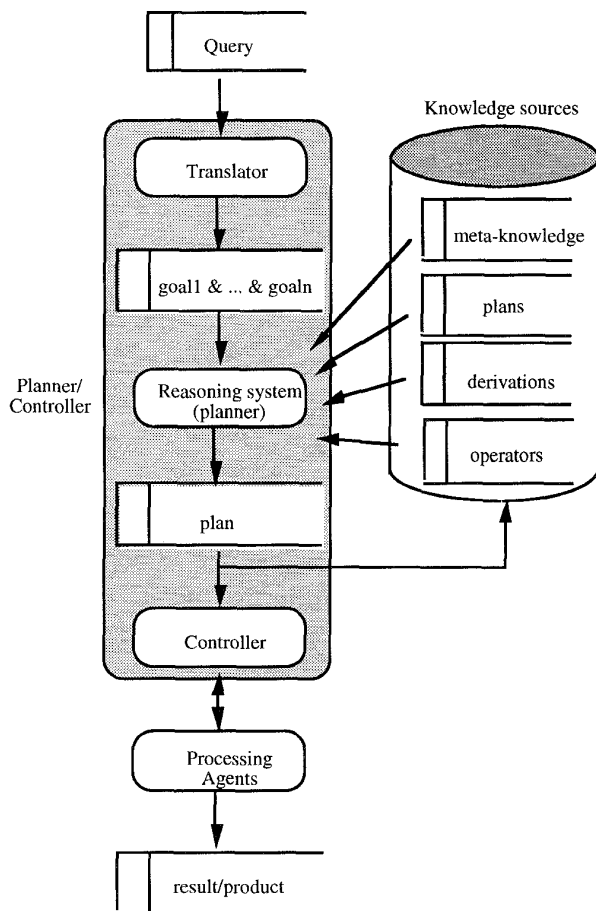 Query
Knowledge sources
Translator
meta-knowledge
goal1 & ... & goaln
plans
Planner/
Controller
Reasoning system
(planner)
derivations
operators
plan
Controller
Processing
Agents
result/product